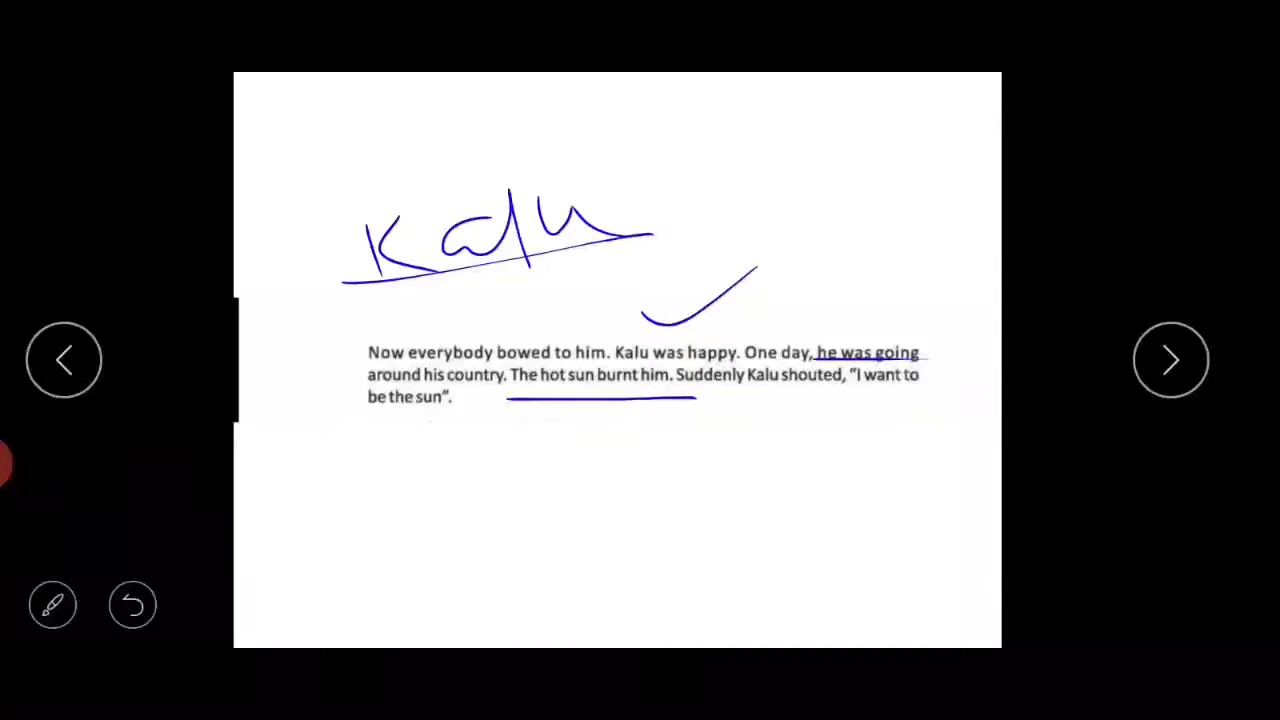 Kalu
Now everybody bowed to him. Kalu was happy. One day, he was going
around his country. The hot sun burnt him. Suddenly Kalu shouted, “I want to
be the sun”.